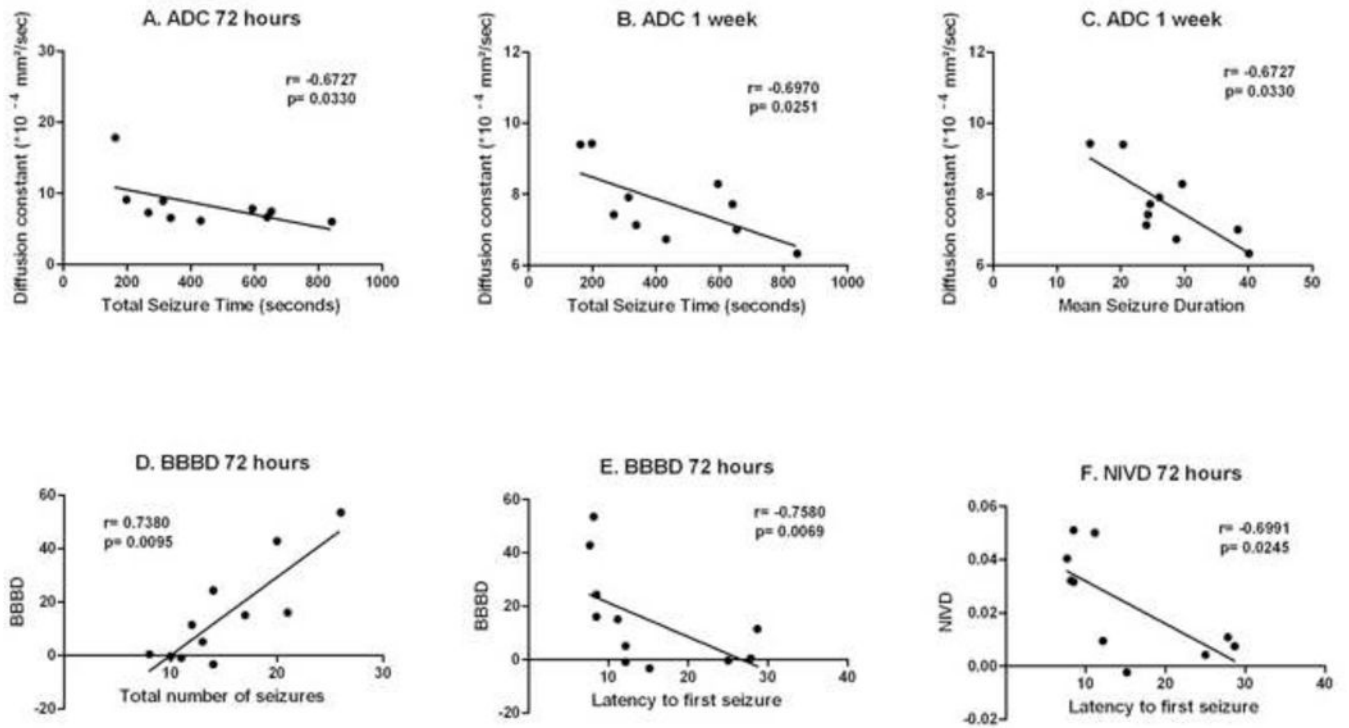 A. ADC 72 hours
Diffusion constant (*10 ⁻⁴ mm²/sec)
30
20
10
0
r= -0.6727
p= 0.0330
0 200 400 600 800 1000
Total Seizure Time (seconds)
B. ADC 1 week
Diffusion constant (*10 ⁻⁴ mm²/sec)
12
10
8
6
r= -0.6970
p= 0.0251
0 200 400 600 800 1000
Total Seizure Time (seconds)
C. ADC 1 week
Diffusion constant (*10 ⁻⁴ mm²/sec)
12
10
8
6
r= -0.6727
p= 0.0330
0 10 20 30 40 50
Mean Seizure Duration
D. BBBD 72 hours
BBBD
60
40
20
0
-20
r= 0.7380
p= 0.0095
10 20 30
Total number of seizures
E. BBBD 72 hours
BBBD
60
40
20
0
-20
r= -0.7580
p= 0.0069
10 20 30 40
Latency to first seizure
F. NIVD 72 hours
NIVD
0.06
0.04
0.02
0.00
-0.02
r= -0.6991
p= 0.0245
10 20 30 40
Latency to first seizure